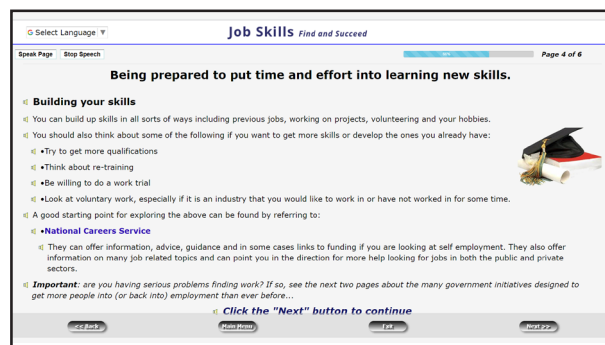 G Select Language ▼
Job Skills Find and Succeed
Speak Page Stop Speech
Page 4 of 6
Being prepared to put time and effort into learning new skills.
Building your skills
You can build up skills in all sorts of ways including previous jobs, working on projects, volunteering and your hobbies.
You should also think about some of the following if you want to get more skills or develop the ones you already have:
•Try to get more qualifications
•Think about re-training
•Be willing to do a work trial
•Look at voluntary work, especially if it is an industry that you would like to work in or have not worked in for some time.
A good starting point for exploring the above can be found by referring to:
•National Careers Service
They can offer information, advice, guidance and in some cases links to funding if you are looking at self employment. They also offer
information on many job related topics and can point you in the direction for more help looking for jobs in both the public and private
sectors.
Important: are you having serious problems finding work? If so, see the next two pages about the many government initiatives designed to
get more people into (or back into) employment than ever before...
Click the "Next" button to continue
<< Back Main Menu Exit Next >>